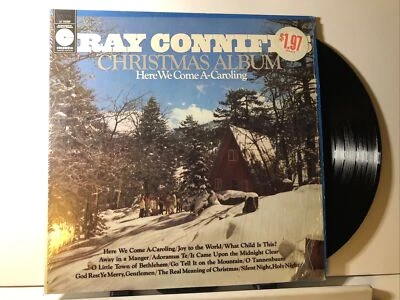 RAY CONNIFF
$1.97
CHRISTMAS ALBUM
Here We Come A-Caroling
Here We Come A-Caroling/Joy to the World/What Child Is This?
Away in a Manger/Adoramus Te/It Came Upon the Midnight Clear
O Little Town of Bethlehem/Go Tell It on the Mountain/O Tannenbaum
God Rest Ye Merry, Gentlemen/The Real Meaning of Christmas/Silent Night, Holy Night